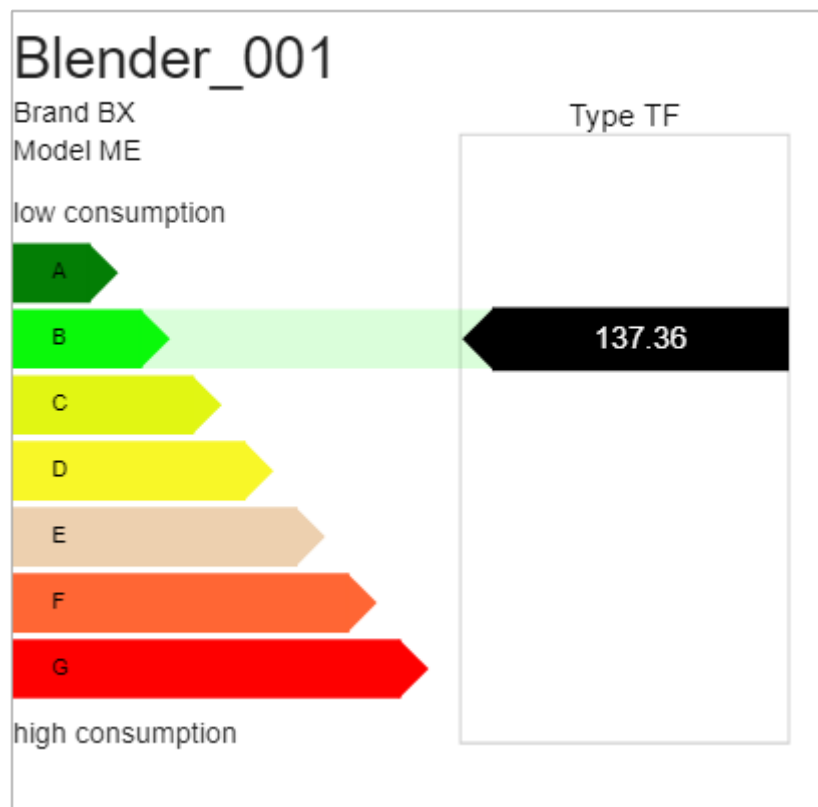 Blender_001
Brand BX
Type TF
Model ME
low consumption
A
B
137.36
C
D
E
F
G
high consumption